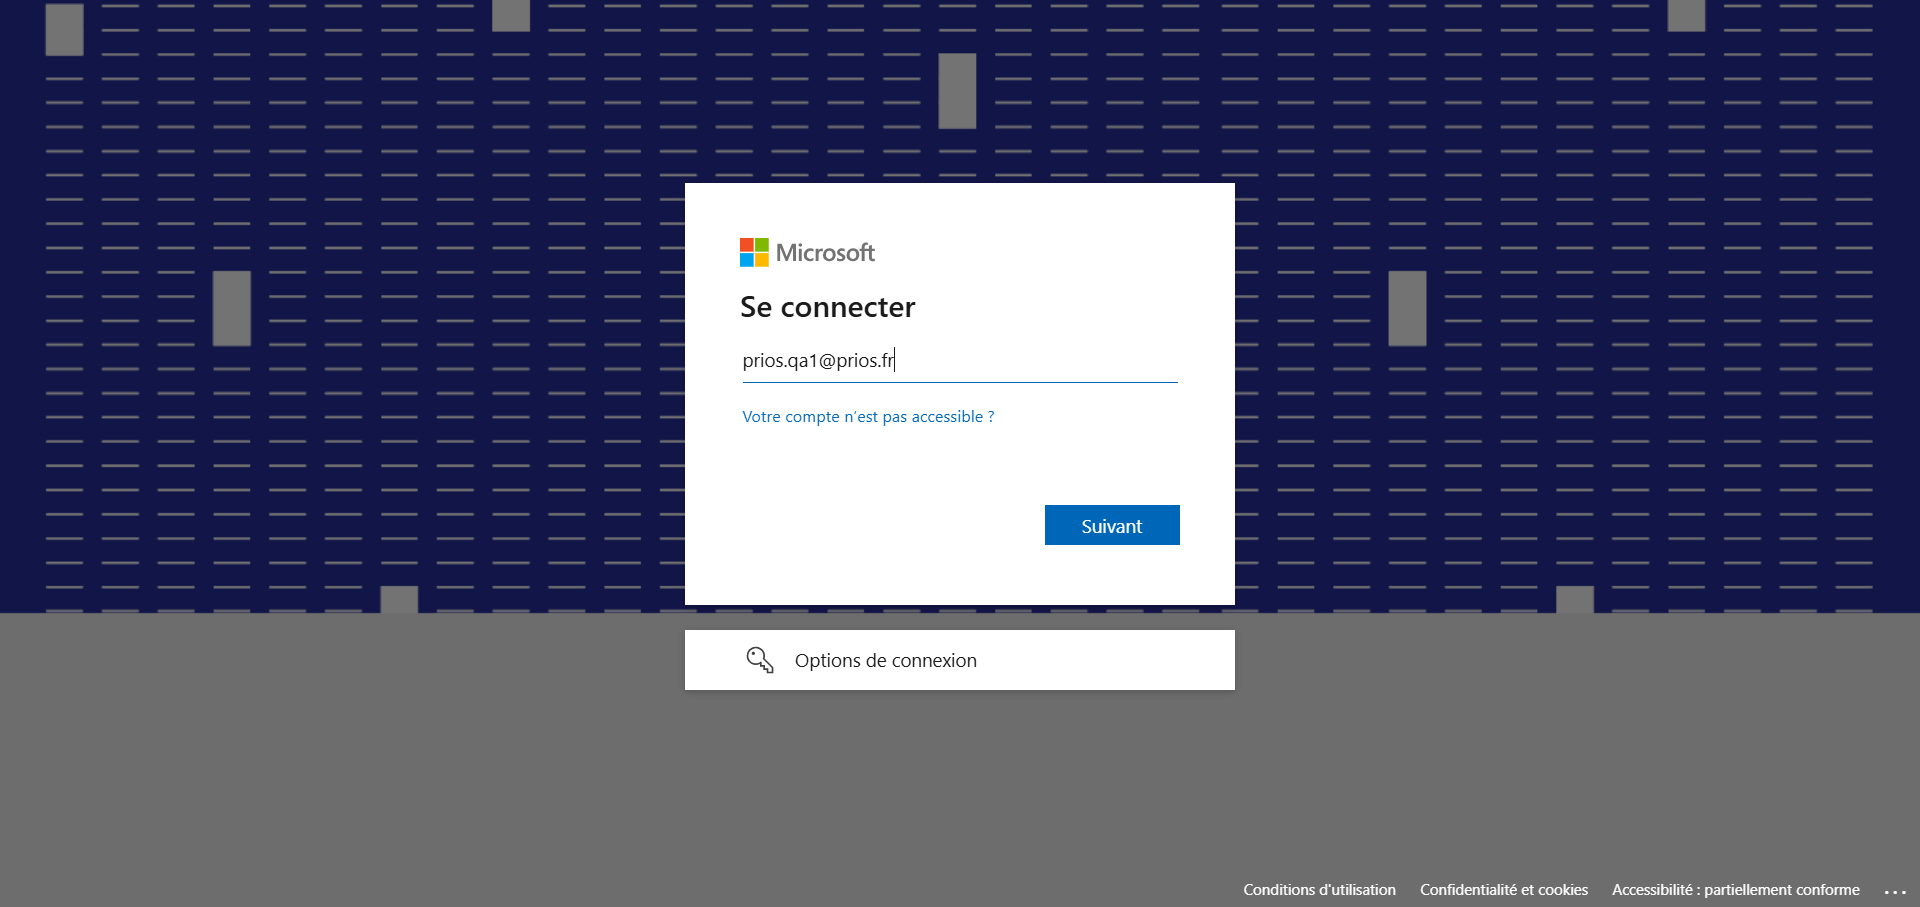 Microsoft
Se connecter
prios.qa1@prios.fr
Votre compte n’est pas accessible ?
Suivant
Options de connexion
Conditions d'utilisation Confidentialité et cookies Accessibilité : partiellement conforme ...